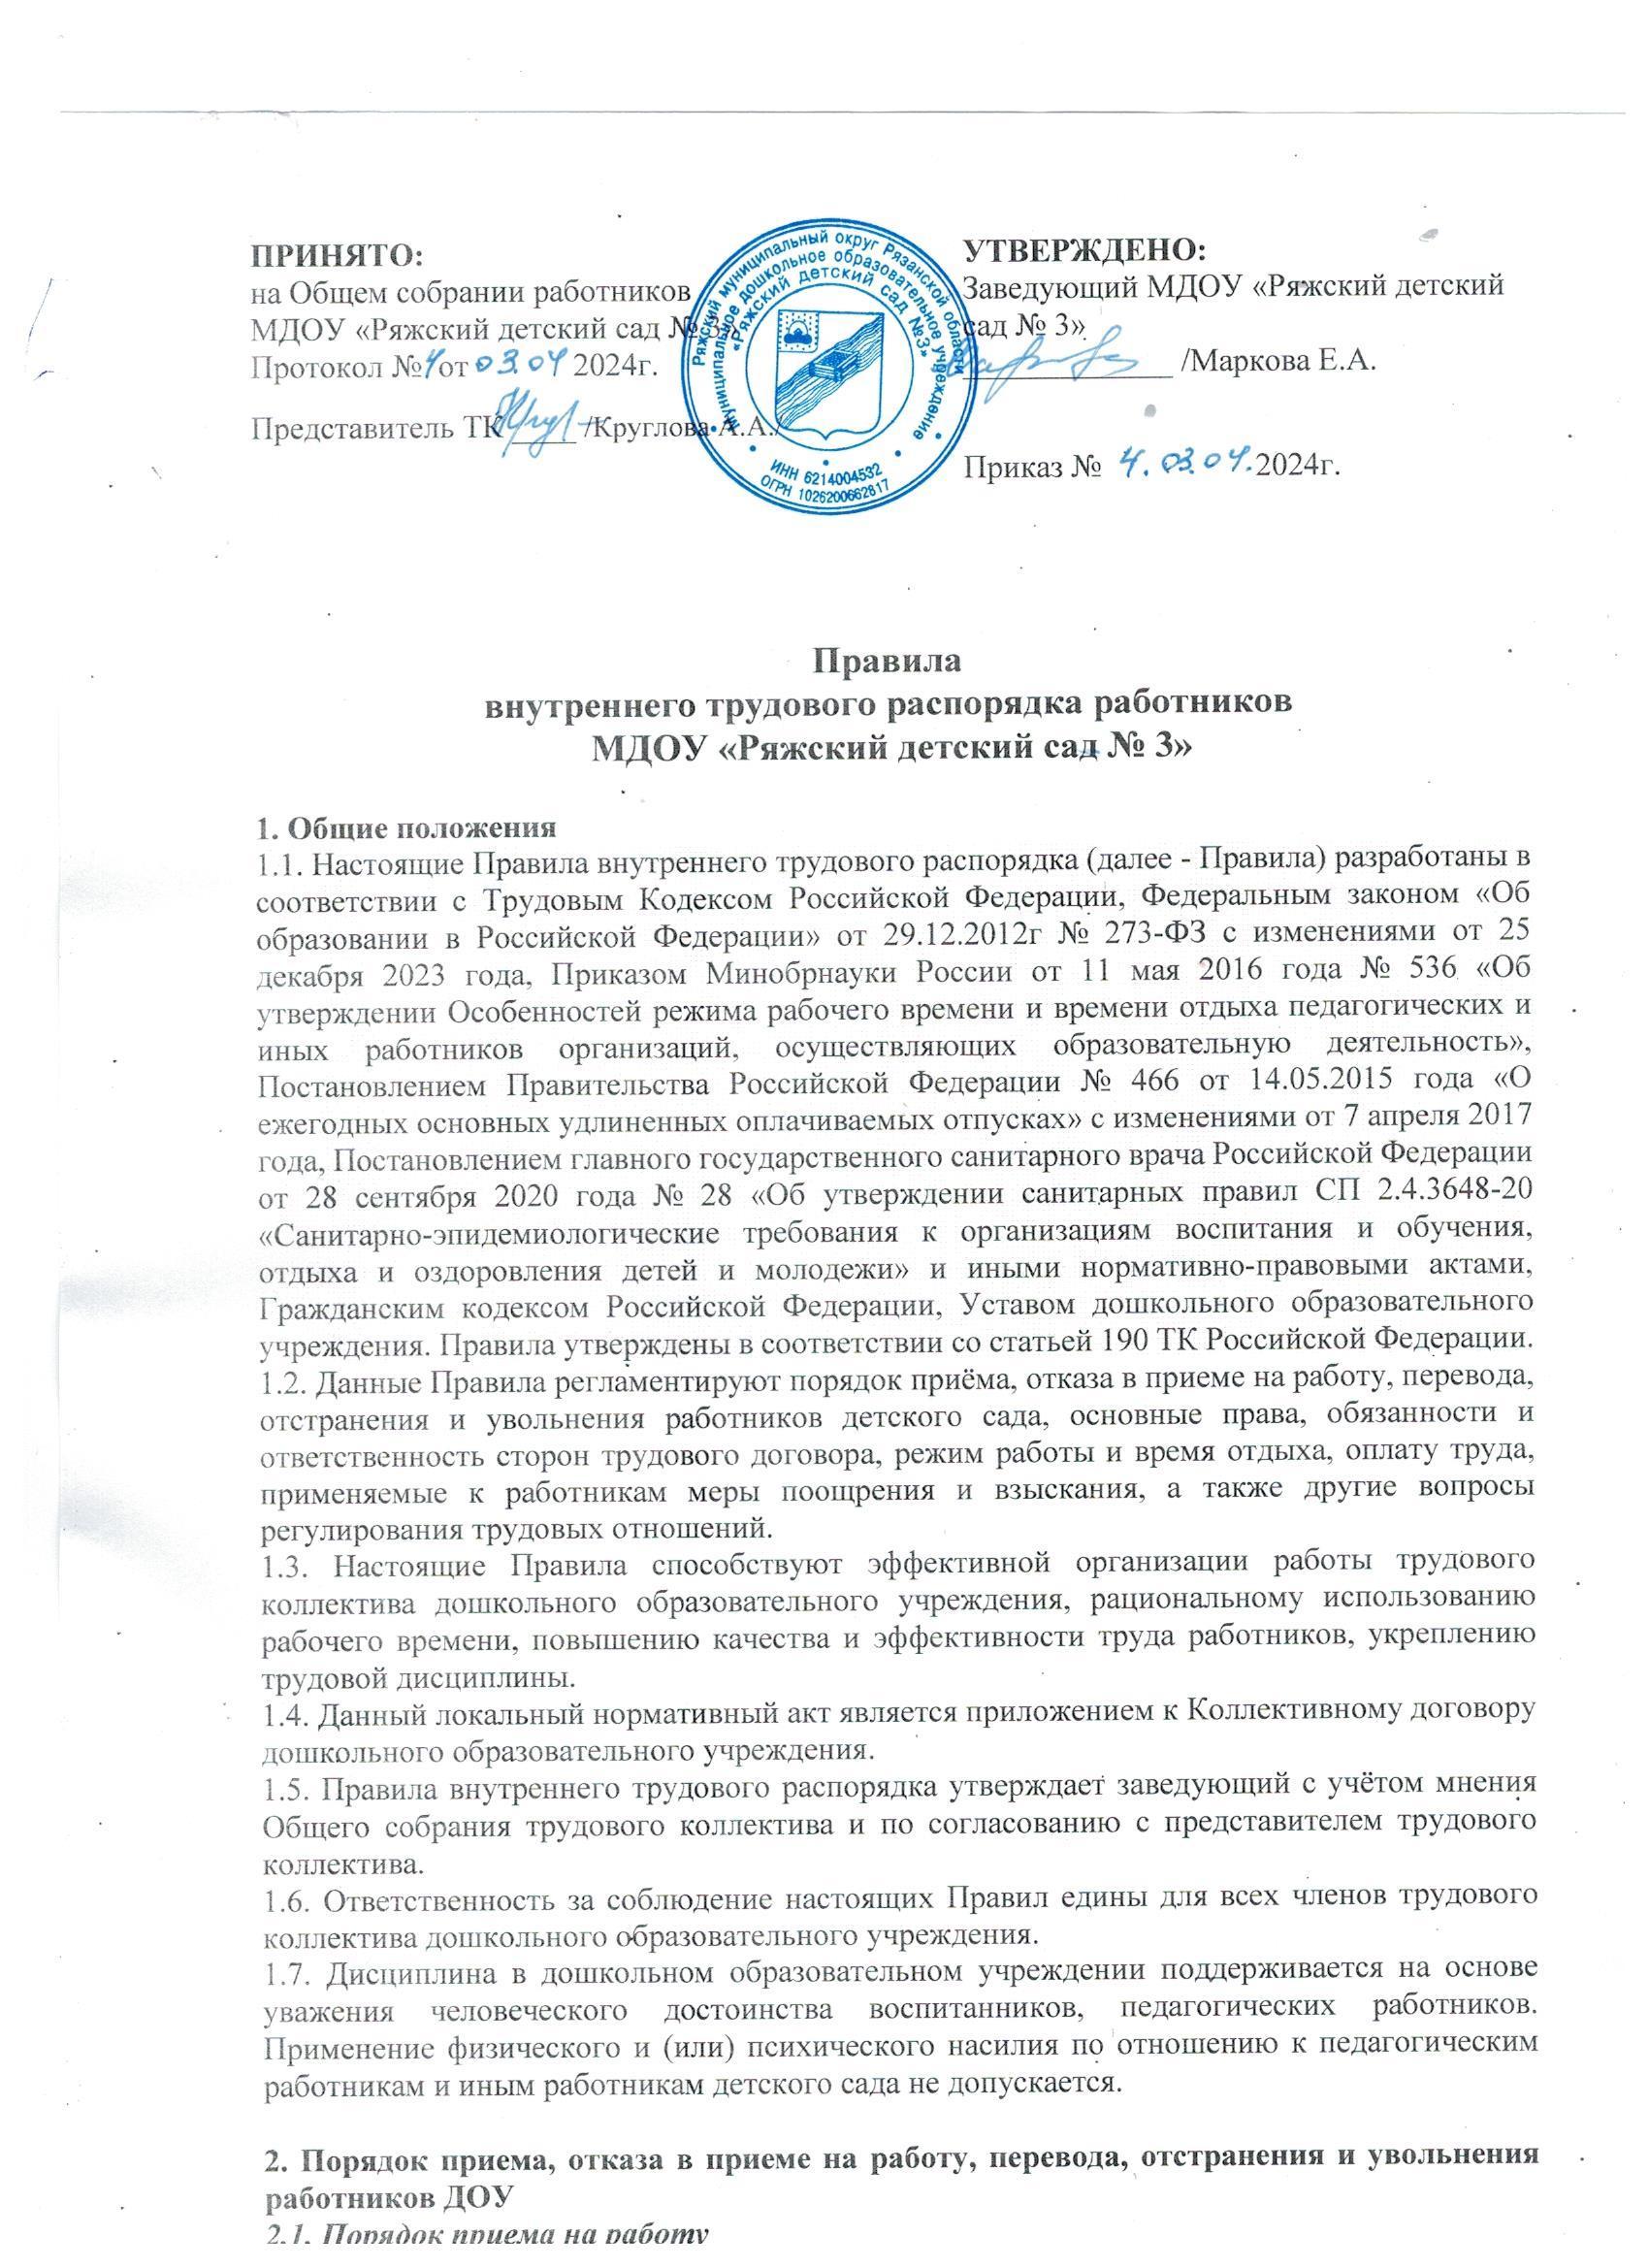 ПРИНЯТО:
на Общем собрании работников
МДОУ «Ряжский детский сад № 3»
Протокол №4 от 03.04 2024г.
Представитель ТК ____ /Круглова А.А./
Ряжский муниципальный округ Рязанской области
Муниципальное дошкольное образовательное учреждение
«Ряжский детский сад №3»
ИНН 6214004532
ОГРН 1026200662817
УТВЕРЖДЕНО:
Заведующий МДОУ «Ряжский детский
сад № 3»
_____________ /Маркова Е.А.
Приказ № 4. 03.04.2024г.
Правила
внутреннего трудового распорядка работников
МДОУ «Ряжский детский сад № 3»
1. Общие положения
1.1. Настоящие Правила внутреннего трудового распорядка (далее - Правила) разработаны в
соответствии с Трудовым Кодексом Российской Федерации, Федеральным законом «Об
образовании в Российской Федерации» от 29.12.2012г № 273-ФЗ с изменениями от 25
декабря 2023 года, Приказом Минобрнауки России от 11 мая 2016 года № 536 «Об
утверждении Особенностей режима рабочего времени и времени отдыха педагогических и
иных работников организаций, осуществляющих образовательную деятельность»,
Постановлением Правительства Российской Федерации № 466 от 14.05.2015 года «О
ежегодных основных удлиненных оплачиваемых отпусках» с изменениями от 7 апреля 2017
года, Постановлением главного государственного санитарного врача Российской Федерации
от 28 сентября 2020 года № 28 «Об утверждении санитарных правил СП 2.4.3648-20
«Санитарно-эпидемиологические требования к организациям воспитания и обучения,
отдыха и оздоровления детей и молодежи» и иными нормативно-правовыми актами,
Гражданским кодексом Российской Федерации, Уставом дошкольного образовательного
учреждения. Правила утверждены в соответствии со статьей 190 ТК Российской Федерации.
1.2. Данные Правила регламентируют порядок приёма, отказа в приеме на работу, перевода,
отстранения и увольнения работников детского сада, основные права, обязанности и
ответственность сторон трудового договора, режим работы и время отдыха, оплату труда,
применяемые к работникам меры поощрения и взыскания, а также другие вопросы
регулирования трудовых отношений.
1.3. Настоящие Правила способствуют эффективной организации работы трудового
коллектива дошкольного образовательного учреждения, рациональному использованию
рабочего времени, повышению качества и эффективности труда работников, укреплению
трудовой дисциплины.
1.4. Данный локальный нормативный акт является приложением к Коллективному договору
дошкольного образовательного учреждения.
1.5. Правила внутреннего трудового распорядка утверждает заведующий с учётом мнения
Общего собрания трудового коллектива и по согласованию с представителем трудового
коллектива.
1.6. Ответственность за соблюдение настоящих Правил едины для всех членов трудового
коллектива дошкольного образовательного учреждения.
1.7. Дисциплина в дошкольном образовательном учреждении поддерживается на основе
уважения человеческого достоинства воспитанников, педагогических работников.
Применение физического и (или) психического насилия по отношению к педагогическим
работникам и иным работникам детского сада не допускается.
2. Порядок приема, отказа в приеме на работу, перевода, отстранения и увольнения
работников ДОУ
2.1. Порядок приема на работу